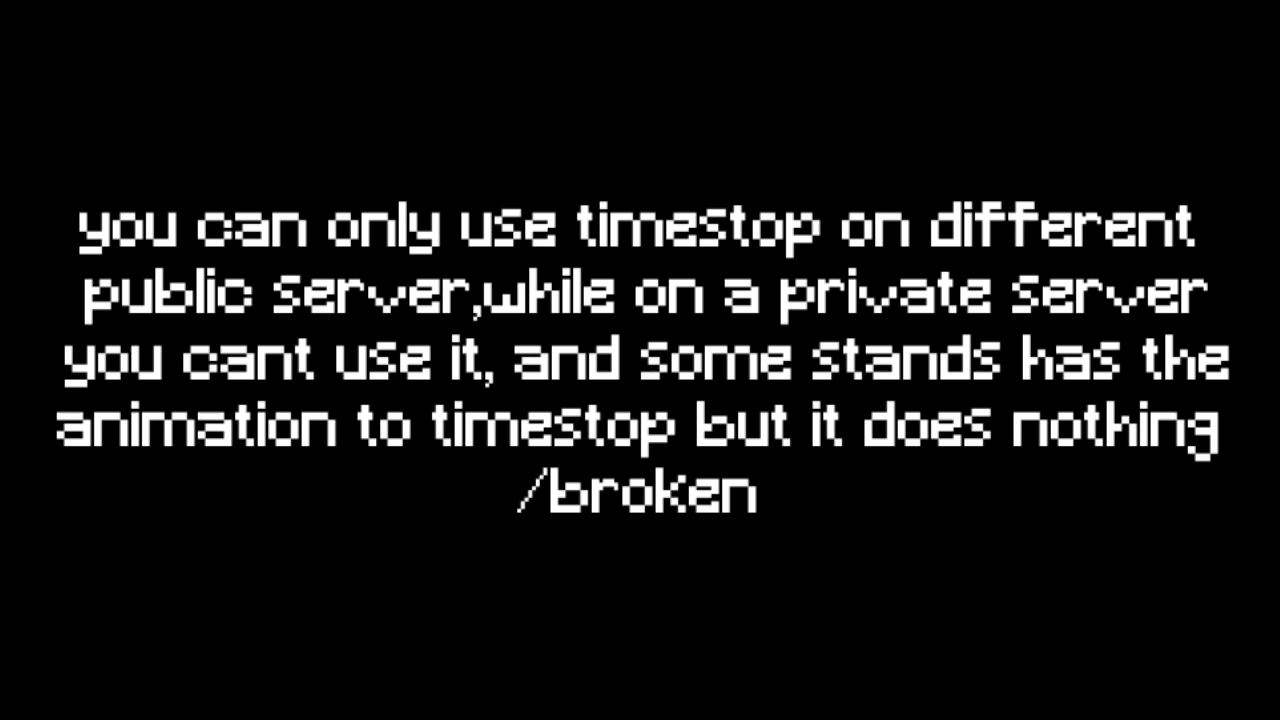 you can only use timestop on different
public server,while on a private server
you cant use it, and some stands has the
animation to timestop but it does nothing
/broken